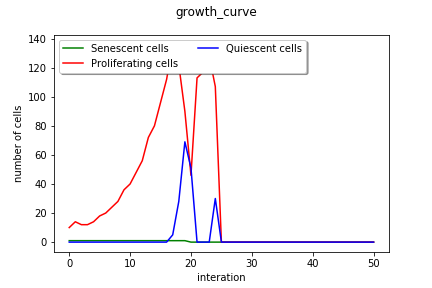 growth_curve
140
120
100
80
60
40
20
0
number of cells
Senescent cells
Proliferating cells
Quiescent cells
0 10 20 30 40 50
interation